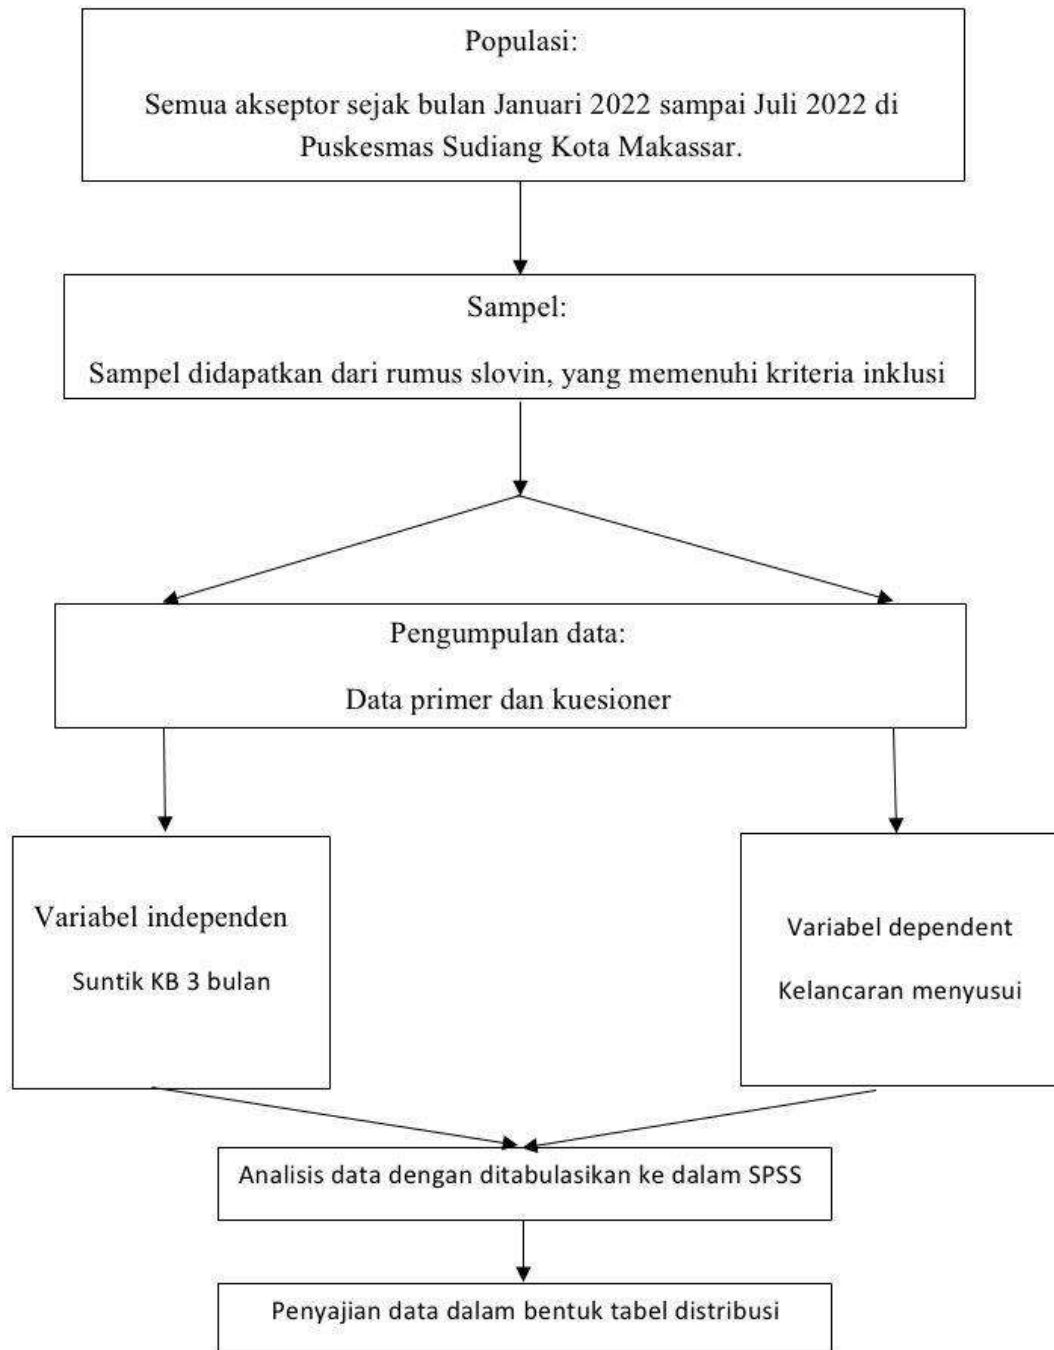 Populasi:
Semua akseptor sejak bulan Januari 2022 sampai Juli 2022 di
Puskesmas Sudiang Kota Makassar.
Sampel:
Sampel didapatkan dari rumus slovin, yang memenuhi kriteria inklusi
Pengumpulan data:
Data primer dan kuesioner
Variabel independen
Suntik KB 3 bulan
Variabel dependent
Kelancaran menyusui
Analisis data dengan ditabulasikan ke dalam SPSS
Penyajian data dalam bentuk tabel distribusi